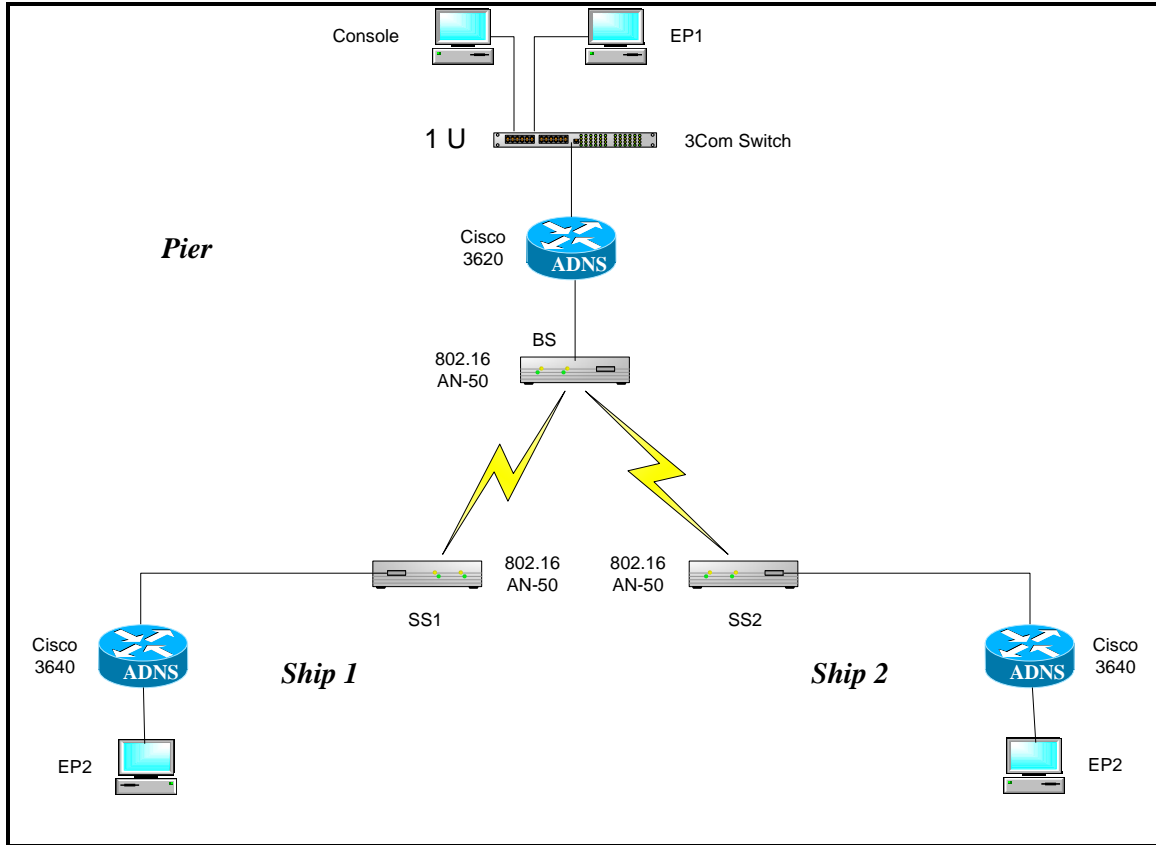 Console
EP1
1 U
3Com Switch
Pier
Cisco
3620
ADNS
BS
802.16
AN-50
802.16
AN-50
802.16
AN-50
SS1
SS2
Cisco
3640
ADNS
Ship 1
Ship 2
ADNS
Cisco
3640
EP2
EP2